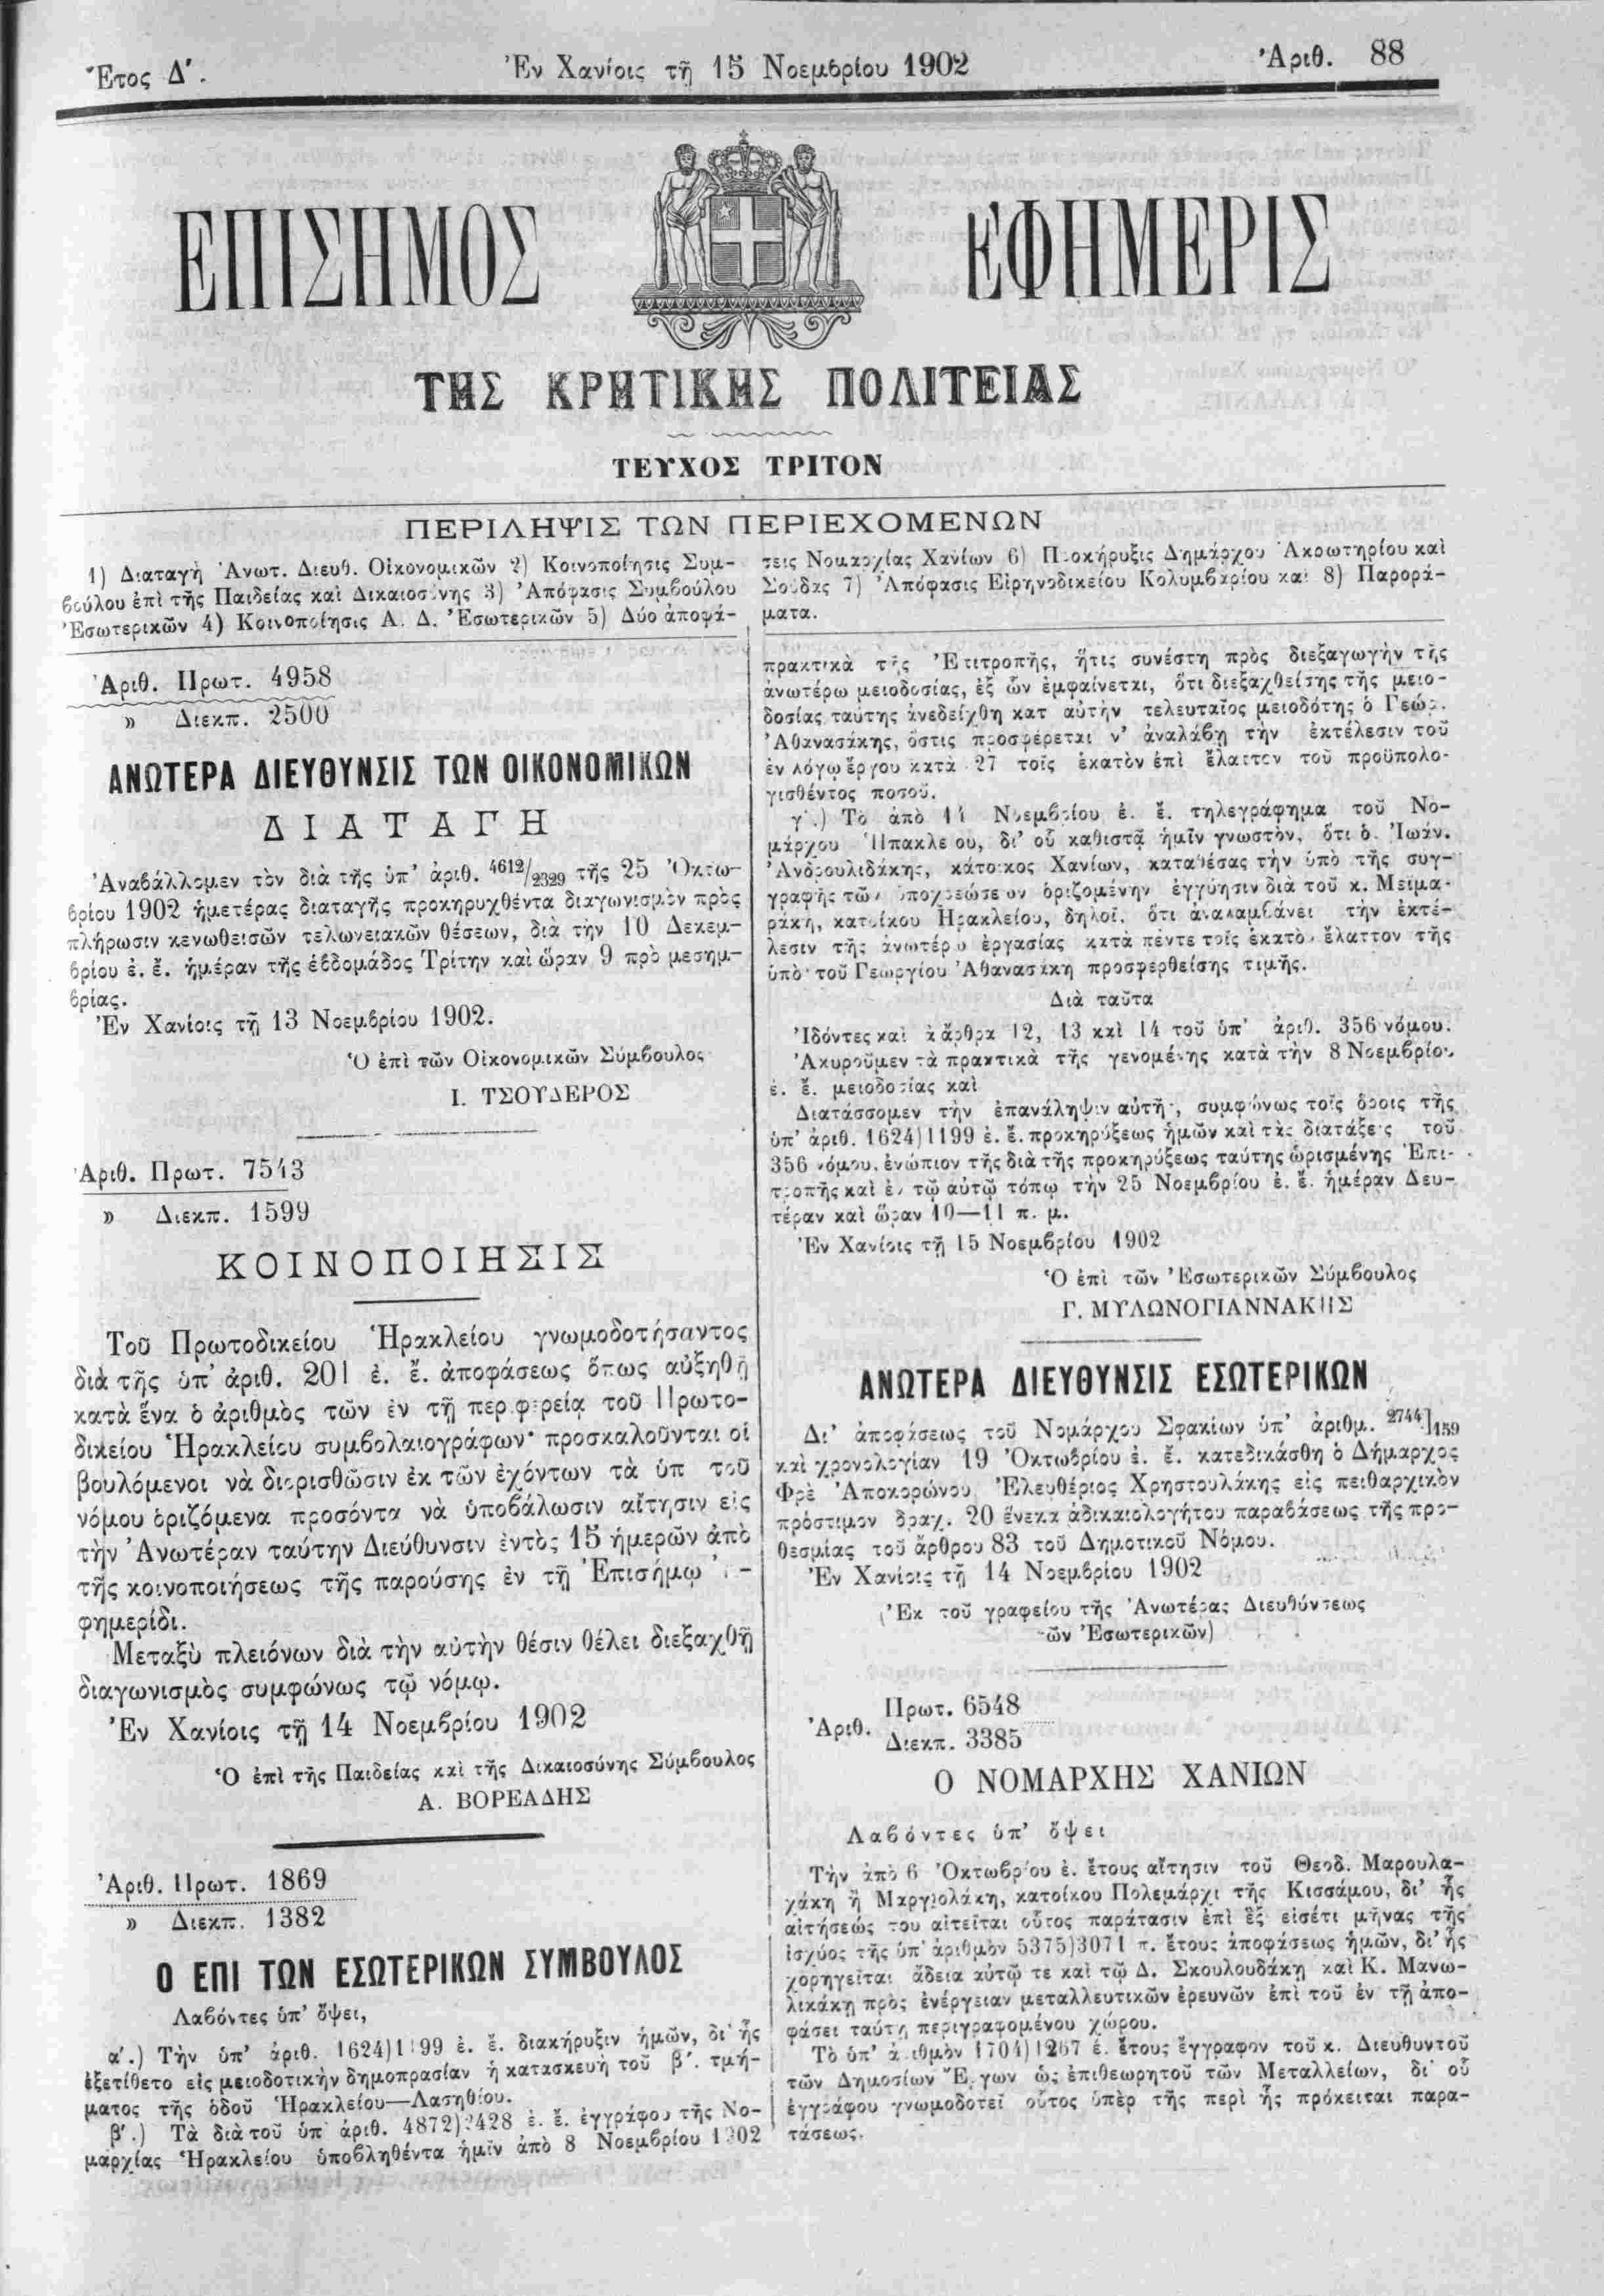 Ἔτος Δ΄.
Ἐν Χανίοις τῇ 15 Νοεμβρίου 1902
Ἀριθ. 88
ΕΠΙΣΗΜΟΣ ΕΦΗΜΕΡΙΣ
ΤΗΣ ΚΡΗΤΙΚΗΣ ΠΟΛΙΤΕΙΑΣ
ΤΕΥΧΟΣ ΤΡΙΤΟΝ
ΠΕΡΙΛΗΨΙΣ ΤΩΝ ΠΕΡΙΕΧΟΜΕΝΩΝ
1) Διαταγὴ Ἀνωτ. Διευθ. Οἰκονομικῶν 2) Κοινοποίησις Συμ-
βούλου ἐπὶ τῆς Παιδείας καὶ Δικαιοσύνης 3) Ἀπόφασις Συμβούλου
Ἐσωτερικῶν 4) Κοινοποίησις Α. Δ. Ἐσωτερικῶν 5) Δύο ἀποφά-
σεις Νομαρχίας Χανίων 6) Προκήρυξις Δημάρχου Ἀκρωτηρίου καὶ
Σούδας 7) Ἀπόφασις Εἰρηνοδικείου Κολυμβαρίου καὶ 8) Παρορά-
ματα.
Ἀριθ. Πρωτ. 4958
» Διεκπ. 2500
ΑΝΩΤΕΡΑ ΔΙΕΥΘΥΝΣΙΣ ΤΩΝ ΟΙΚΟΝΟΜΙΚΩΝ
ΔΙΑΤΑΓΗ
Ἀναβάλλομεν τὸν διὰ τῆς ὑπ' ἀριθ. 4612/2329 τῆς 25 Ὀκτω-
βρίου 1902 ἡμετέρας διαταγῆς προκηρυχθέντα διαγωνισμὸν πρὸς
πλήρωσιν κενωθεισῶν τελωνειακῶν θέσεων, διὰ τὴν 10 Δεκεμ-
βρίου ἐ. ἔ. ἡμέραν τῆς ἑβδομάδος Τρίτην καὶ ὥραν 9 πρὸ μεσημ-
βρίας.
Ἐν Χανίοις τῇ 13 Νοεμβρίου 1902.
Ὁ ἐπὶ τῶν Οἰκονομικῶν Σύμβουλος
Ι. ΤΣΟΥΔΕΡΟΣ
Ἀριθ. Πρωτ. 7543
» Διεκπ. 1599
ΚΟΙΝΟΠΟΙΗΣΙΣ
Τοῦ Πρωτοδικείου Ἡρακλείου γνωμοδοτήσαντος
διὰ τῆς ὑπ' ἀριθ. 201 ἐ. ἔ. ἀποφάσεως ὅπως αὐξηθῇ
κατὰ ἕνα ὁ ἀριθμὸς τῶν ἐν τῇ περιφερείᾳ τοῦ Πρωτο-
δικείου Ἡρακλείου συμβολαιογράφων· προσκαλοῦνται οἱ
βουλόμενοι νὰ διορισθῶσιν ἐκ τῶν ἐχόντων τὰ ὑπ τοῦ
νόμου ὁριζόμενα προσόντα νὰ ὑποβάλωσιν αἴτησιν εἰς
τὴν Ἀνωτέραν ταύτην Διεύθυνσιν ἐντὸς 15 ἡμερῶν ἀπὸ
τῆς κοινοποιήσεως τῆς παρούσης ἐν τῇ Ἐπισήμῳ
φημερίδι.
Μεταξὺ πλειόνων διὰ τὴν αὐτὴν θέσιν θέλει διεξαχθῇ
διαγωνισμὸς συμφώνως τῷ νόμῳ.
Ἐν Χανίοις τῇ 14 Νοεμβρίου 1902
Ὁ ἐπὶ τῆς Παιδείας καὶ τῆς Δικαιοσύνης Σύμβουλος
Α. ΒΟΡΕΑΔΗΣ
Ἀριθ. Πρωτ. 1869
» Διεκπ. 1382
Ο ΕΠΙ ΤΩΝ ΕΣΩΤΕΡΙΚΩΝ ΣΥΜΒΟΥΛΟΣ
Λαβόντες ὑπ' ὄψει,
α΄.) Τὴν ὑπ' ἀριθ. 1624)1199 ἐ. ἔ. διακήρυξιν ἡμῶν, δι' ἧς
ἐξετίθετο εἰς μειοδοτικὴν δημοπρασίαν ἡ κατασκευὴ τοῦ β΄. τμή-
ματος τῆς ὁδοῦ Ἡρακλείου—Λασηθίου.
β΄.) Τὰ διὰ τοῦ ὑπ' ἀριθ. 4872)2428 ἐ. ἔ. ἐγγράφου τῆς Νο-
μαρχίας Ἡρακλείου ὑποβληθέντα ἡμῖν ἀπὸ 8 Νοεμβρίου 1902
πρακτικὰ τῆς Ἐπιτροπῆς, ἥτις συνέστη πρὸς διεξαγωγὴν τῆς
ἀνωτέρω μειοδοσίας, ἐξ ὧν ἐμφαίνεται, ὅτι διεξαχθείσης τῆς μειο-
δοσίας ταύτης ἀνεδείχθη κατ αὐτὴν τελευταῖος μειοδότης ὁ Γεώρ.
Ἀθανασάκης, ὅστις προσφέρεται ν' ἀναλάβῃ τὴν ἐκτέλεσιν τοῦ
ἐν λόγῳ ἔργου κατὰ 27 τοῖς ἑκατὸν ἐπὶ ἔλαττον τοῦ προϋπολο-
γισθέντος ποσοῦ.
γ΄.) Τὸ ἀπὸ 14 Νοεμβρίου ἐ. ἔ. τηλεγράφημα τοῦ Νο-
μάρχου Ἡρακλείου, δι' οὗ καθιστᾷ ἡμῖν γνωστὸν, ὅτι ὁ Ἰωάν.
Ἀνδρουλιδάκης, κάτοικος Χανίων, καταθέσας τὴν ὑπὸ τῆς συγ-
γραφῆς τῶν ὑποχρεώσεων ὁριζομένην ἐγγύησιν διὰ τοῦ κ. Μεϊμα-
ράκη, κατοίκου Ἡρακλείου, δηλοῖ, ὅτι ἀναλαμβάνει τὴν ἐκτέ-
λεσιν τῆς ἀνωτέρω ἐργασίας κατὰ πέντε τοῖς ἑκατὸν ἔλαττον τῆς
ὑπὸ τοῦ Γεωργίου Ἀθανασάκη προσφερθείσης τιμῆς.
Διὰ ταῦτα
Ἰδόντες καὶ τὰ ἄρθρα 12, 13 καὶ 14 τοῦ ὑπ' ἀριθ. 356 νόμου.
Ἀκυροῦμεν τὰ πρακτικὰ τῆς γενομένης κατὰ τὴν 8 Νοεμβρίου
ἐ. ἔ. μειοδοσίας καὶ
Διατάσσομεν τὴν ἐπανάληψιν αὐτῆς, συμφώνως τοῖς ὅροις τῆς
ὑπ' ἀριθ. 1624)1199 ἐ. ἔ. προκηρύξεως ἡμῶν καὶ τὰς διατάξεις τοῦ
356 νόμου, ἐνώπιον τῆς διὰ τῆς προκηρύξεως ταύτης ὡρισμένης Ἐπι-
τροπῆς καὶ ἐν τῷ αὐτῷ τόπῳ τὴν 25 Νοεμβρίου ἐ. ἔ. ἡμέραν Δευ-
τέραν καὶ ὥραν 10—11 π. μ.
Ἐν Χανίοις τῇ 15 Νοεμβρίου 1902
Ὁ ἐπὶ τῶν Ἐσωτερικῶν Σύμβουλος
Γ. ΜΥΛΩΝΟΓΙΑΝΝΑΚΗΣ
ΑΝΩΤΕΡΑ ΔΙΕΥΘΥΝΣΙΣ ΕΣΩΤΕΡΙΚΩΝ
Δι' ἀποφάσεως τοῦ Νομάρχου Σφακίων ὑπ' ἀριθμ. 2744]159
καὶ χρονολογίαν 19 Ὀκτωβρίου ἐ. ἔ. κατεδικάσθη ὁ Δήμαρχος
Φρὲ Ἀποκορώνου Ἐλευθέριος Χρηστουλάκης εἰς πειθαρχικὸν
πρόστιμον δραχ. 20 ἕνεκα ἀδικαιολογήτου παραβάσεως τῆς προ-
θεσμίας τοῦ ἄρθρου 83 τοῦ Δημοτικοῦ Νόμου.
Ἐν Χανίοις τῇ 14 Νοεμβρίου 1902
(Ἐκ τοῦ γραφείου τῆς Ἀνωτέρας Διευθύνσεως
τῶν Ἐσωτερικῶν)
Ἀριθ. Πρωτ. 6548
Διεκπ. 3385
Ο ΝΟΜΑΡΧΗΣ ΧΑΝΙΩΝ
Λαβόντες ὑπ' ὄψει
Τὴν ἀπὸ 6 Ὀκτωβρίου ἐ. ἔτους αἴτησιν τοῦ Θεοδ. Μαρουλα-
χάκη ἢ Μαργιολάκη, κατοίκου Πολεμάρχι τῆς Κισσάμου, δι' ἧς
αἰτήσεώς του αἰτεῖται οὗτος παράτασιν ἐπὶ ἓξ εἰσέτι μῆνας τῆς
ἰσχύος τῆς ὑπ' ἀριθμὸν 5375)3071 π. ἔτους ἀποφάσεως ἡμῶν, δι' ἧς
χορηγεῖται ἄδεια αὐτῷ τε καὶ τῷ Δ. Σκουλουδάκῃ καὶ Κ. Μανω-
λικάκῃ πρὸς ἐνέργειαν μεταλλευτικῶν ἐρευνῶν ἐπὶ τοῦ ἐν τῇ ἀπο-
φάσει ταύτῃ περιγραφομένου χώρου.
Τὸ ὑπ' ἀριθμὸν 1704)1267 ἐ. ἔτους ἔγγραφον τοῦ κ. Διευθυντοῦ
τῶν Δημοσίων Ἔργων ὡς ἐπιθεωρητοῦ τῶν Μεταλλείων, δι' οὗ
ἐγγράφου γνωμοδοτεῖ οὗτος ὑπὲρ τῆς περὶ ἧς πρόκειται παρα-
τάσεως.